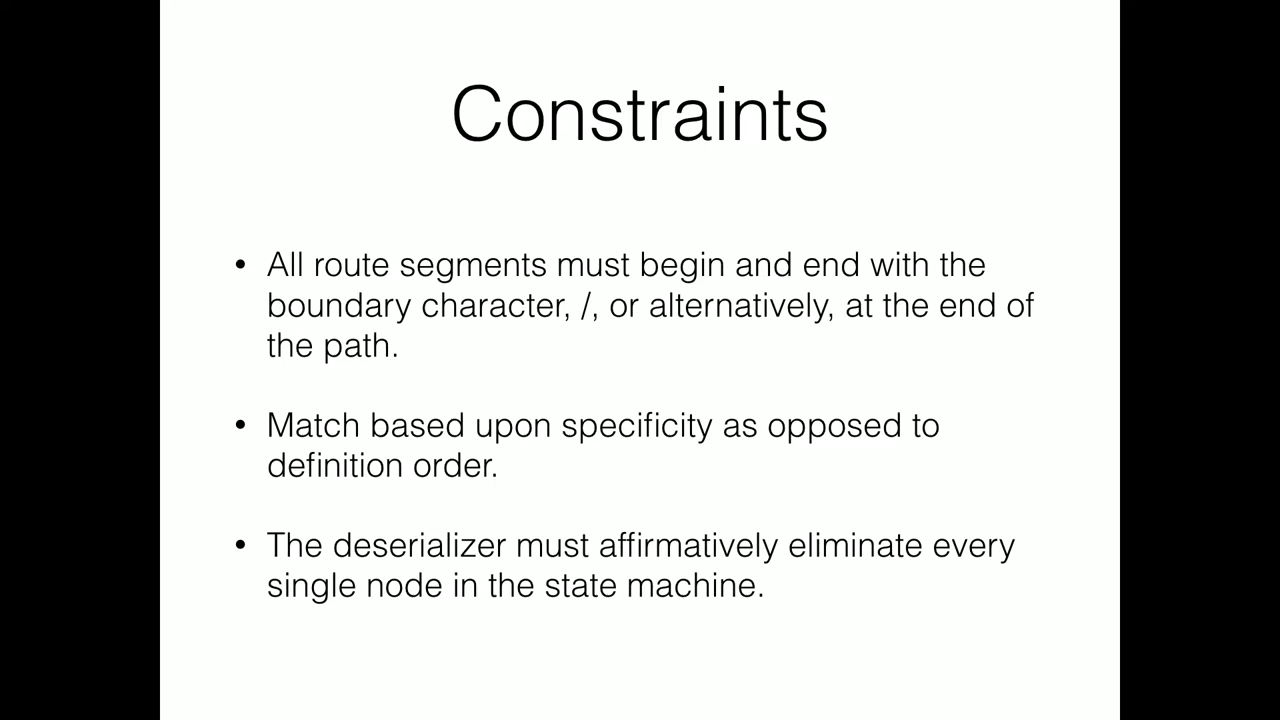 Constraints
• All route segments must begin and end with the
boundary character, /, or alternatively, at the end of
the path.
• Match based upon specificity as opposed to
definition order.
• The deserializer must affirmatively eliminate every
single node in the state machine.